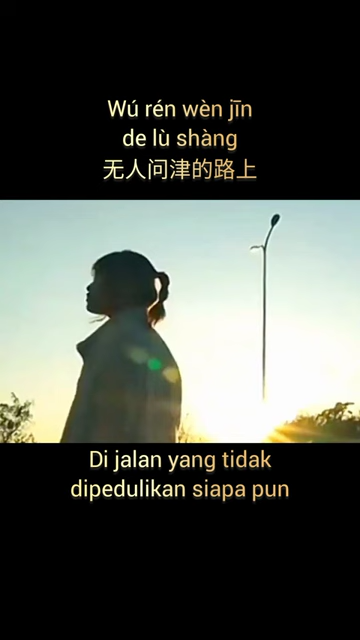 Wú rén wèn jīn
de lù shàng
无人问津的路上
Di jalan yang tidak
dipedulikan siapa pun